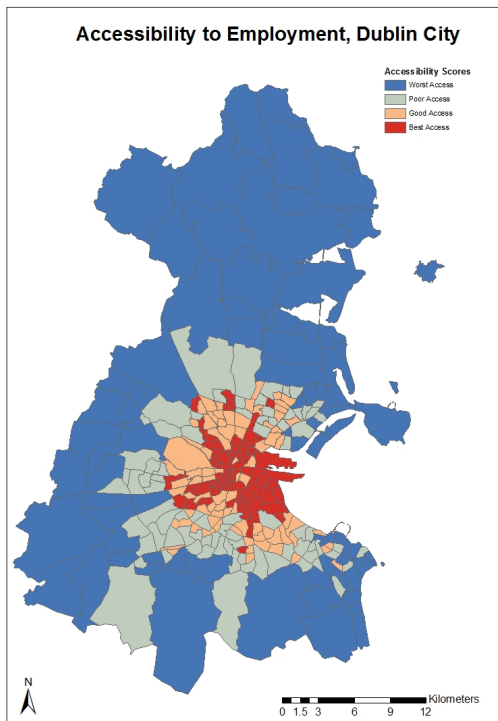 Accessibility to Employment, Dublin City
Accessibility Scores
Worst Access
Poor Access
Good Access
Best Access
N
Kilometers
0 1.5 3 6 9 12